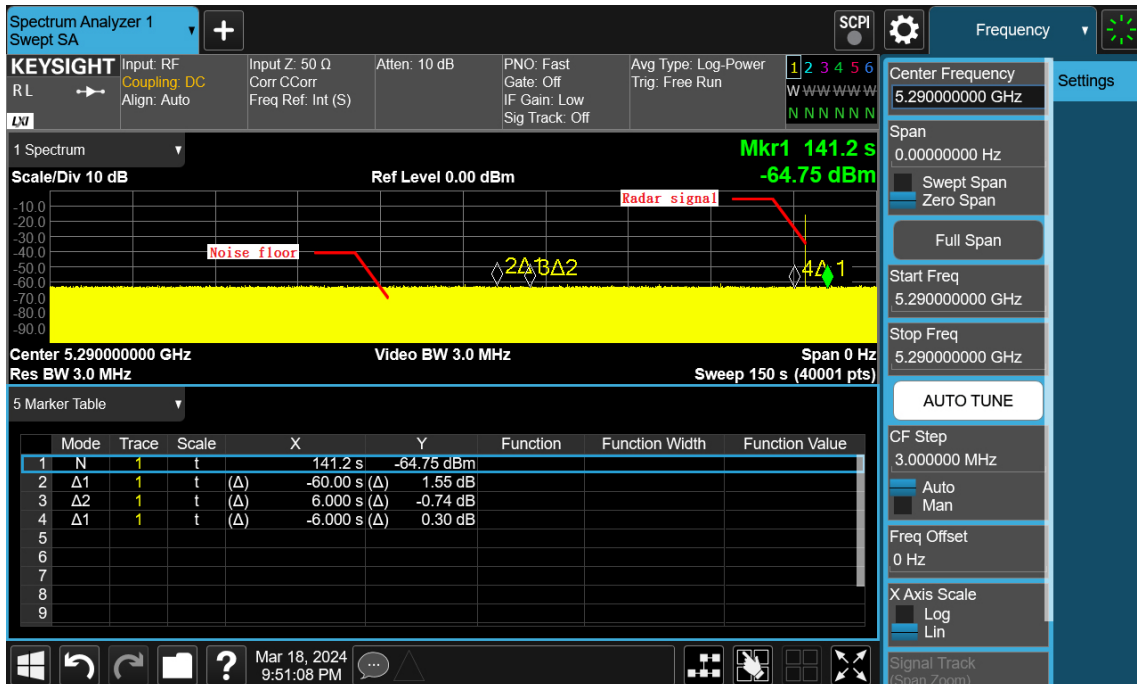 Spectrum Analyzer 1
Swept SA
+
SCPI
Frequency
KEYSIGHT
RL
LXI
Input: RF
Coupling: DC
Align: Auto
Input Z: 50 Ω
Corr CCorr
Freq Ref: Int (S)
Atten: 10 dB
PNO: Fast
Gate: Off
IF Gain: Low
Sig Track: Off
Avg Type: Log-Power
Trig: Free Run
1 2 3 4 5 6
W W W W W W
N N N N N N
1 Spectrum
Mkr1 141.2 s
-64.75 dBm
Scale/Div 10 dB
Ref Level 0.00 dBm
Radar signal
Noise floor
-10.0
-20.0
-30.0
-40.0
-50.0
-60.0
-70.0
-80.0
-90.0
2Δ1 3Δ2
4Δ1
Center 5.290000000 GHz
Video BW 3.0 MHz
Span 0 Hz
Res BW 3.0 MHz
Sweep 150 s (40001 pts)
5 Marker Table
Mode Trace Scale X Y Function Function Width Function Value
1 N 1 t 141.2 s -64.75 dBm
2 Δ1 1 t (Δ) -60.00 s (Δ) 1.55 dB
3 Δ2 1 t (Δ) 6.000 s (Δ) -0.74 dB
4 Δ1 1 t (Δ) -6.000 s (Δ) 0.30 dB
5
6
7
8
9
?
Mar 18, 2024
9:51:08 PM
Center Frequency
5.290000000 GHz
Span
0.00000000 Hz
Swept Span
Zero Span
Full Span
Start Freq
5.290000000 GHz
Stop Freq
5.290000000 GHz
AUTO TUNE
CF Step
3.000000 MHz
Auto
Man
Freq Offset
0 Hz
X Axis Scale
Log
Lin
Signal Track
(Span Zoom)
Settings